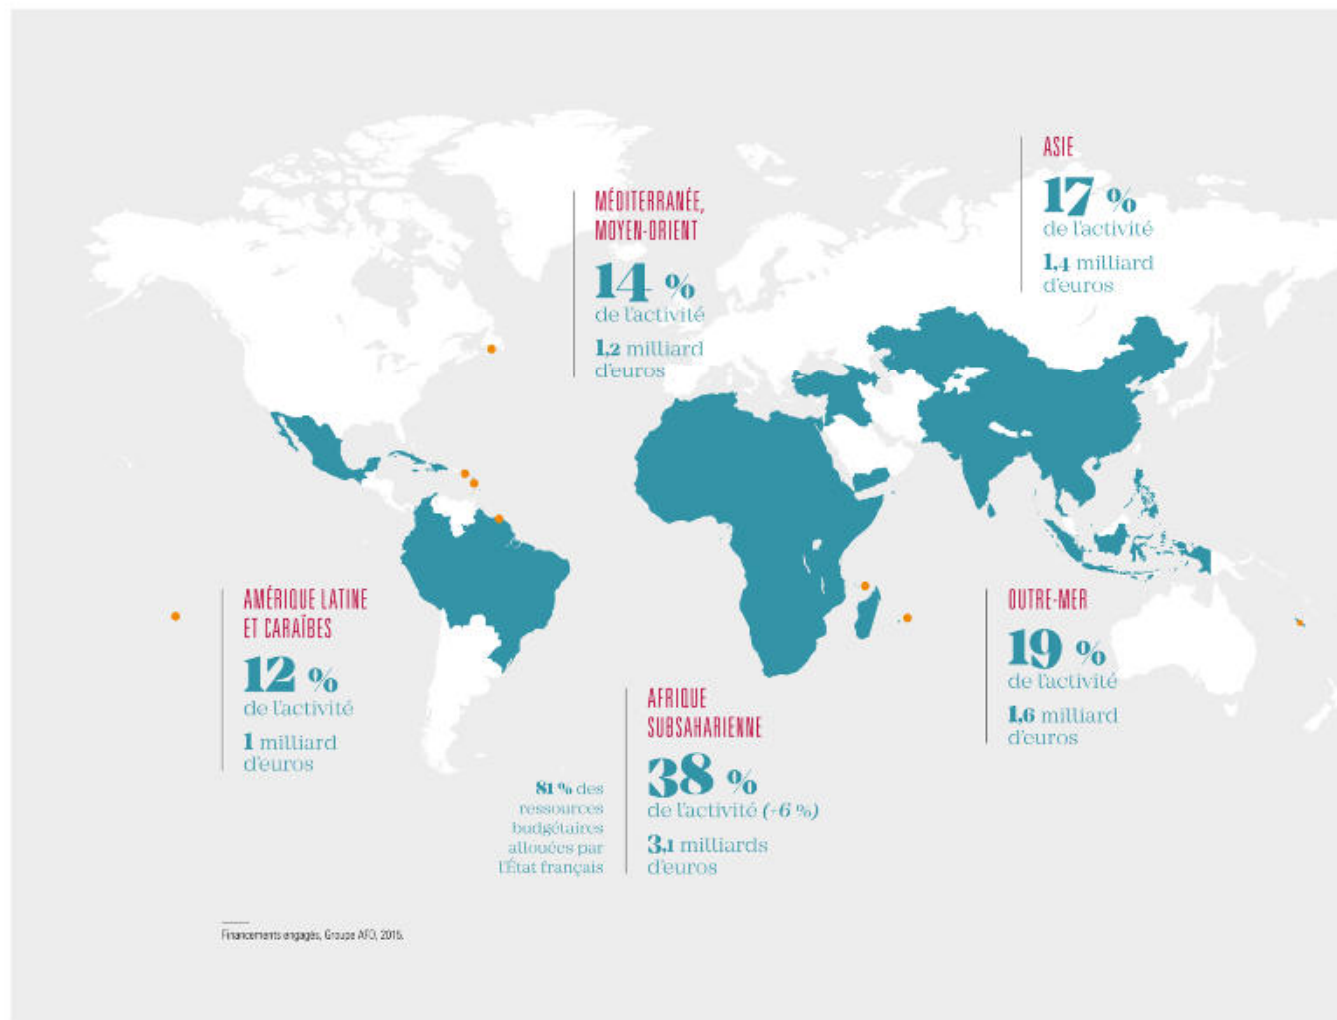 ASIE
17 %
de l'activité
1,4 milliard
d'euros
MÉDITERRANÉE,
MOYEN-ORIENT
14 %
de l'activité
1,2 milliard
d'euros
AMÉRIQUE LATINE
ET CARAÏBES
12 %
de l'activité
1 milliard
d'euros
OUTRE-MER
19 %
de l'activité
1,6 milliard
d'euros
AFRIQUE
SUBSAHARIENNE
38 %
de l'activité (+6 %)
3,1 milliards
d'euros
81 % des
ressources
budgétaires
allouées par
l'État français
Financements engagés, Groupe AFD, 2015.